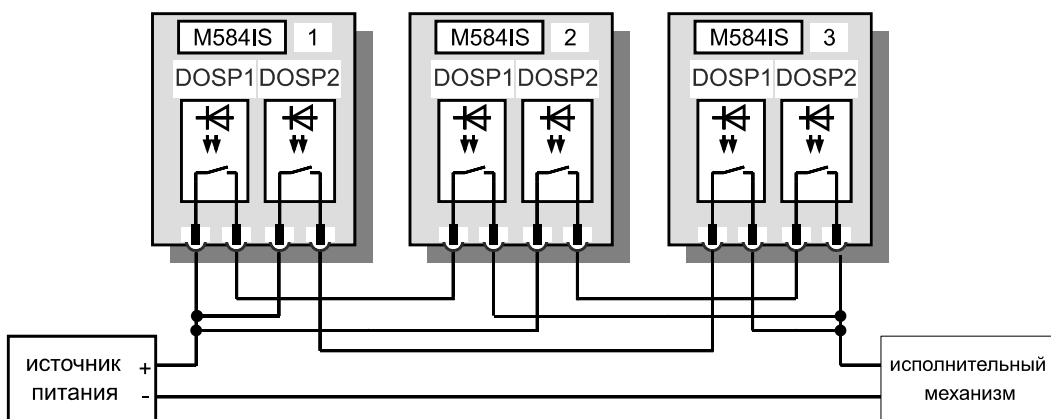 M584IS 1
DOSP1 DOSP2
M584IS 2
DOSP1 DOSP2
M584IS 3
DOSP1 DOSP2
источник
питания
+
-
исполнительный
механизм